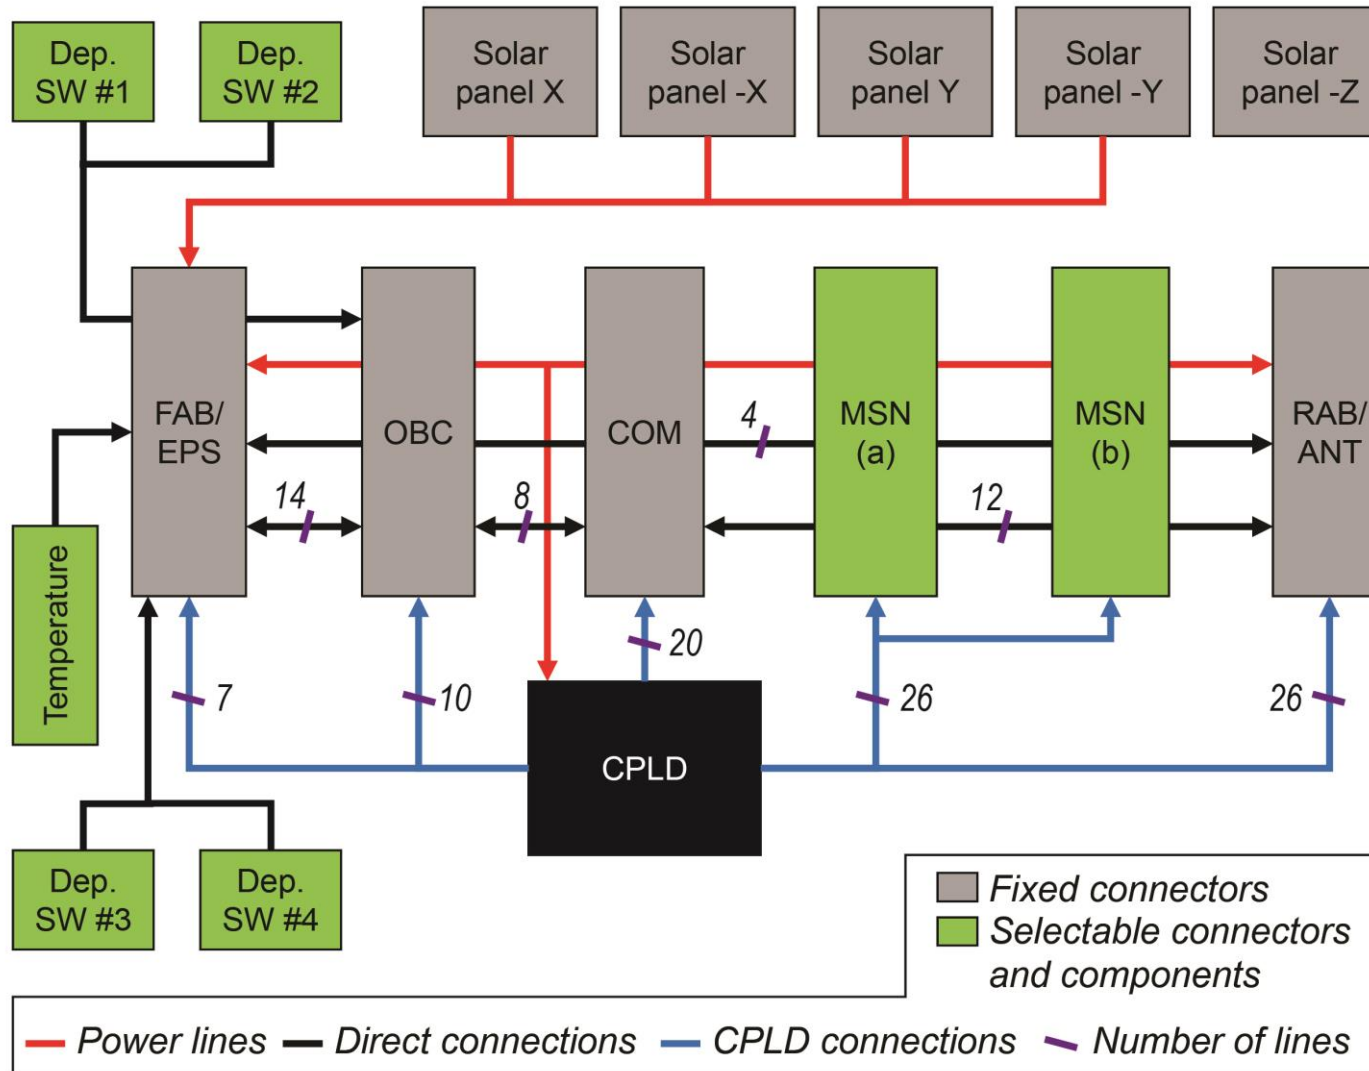 Dep.
SW #1
Dep.
SW #2
Solar
panel X
Solar
panel -X
Solar
panel Y
Solar
panel -Y
Solar
panel -Z
FAB/
EPS
OBC
COM
MSN
(a)
MSN
(b)
RAB/
ANT
4
14
8
12
Temperature
7
10
20
26
26
CPLD
Dep.
SW #3
Dep.
SW #4
Fixed connectors
Selectable connectors
and components
Power lines
Direct connections
CPLD connections
Number of lines